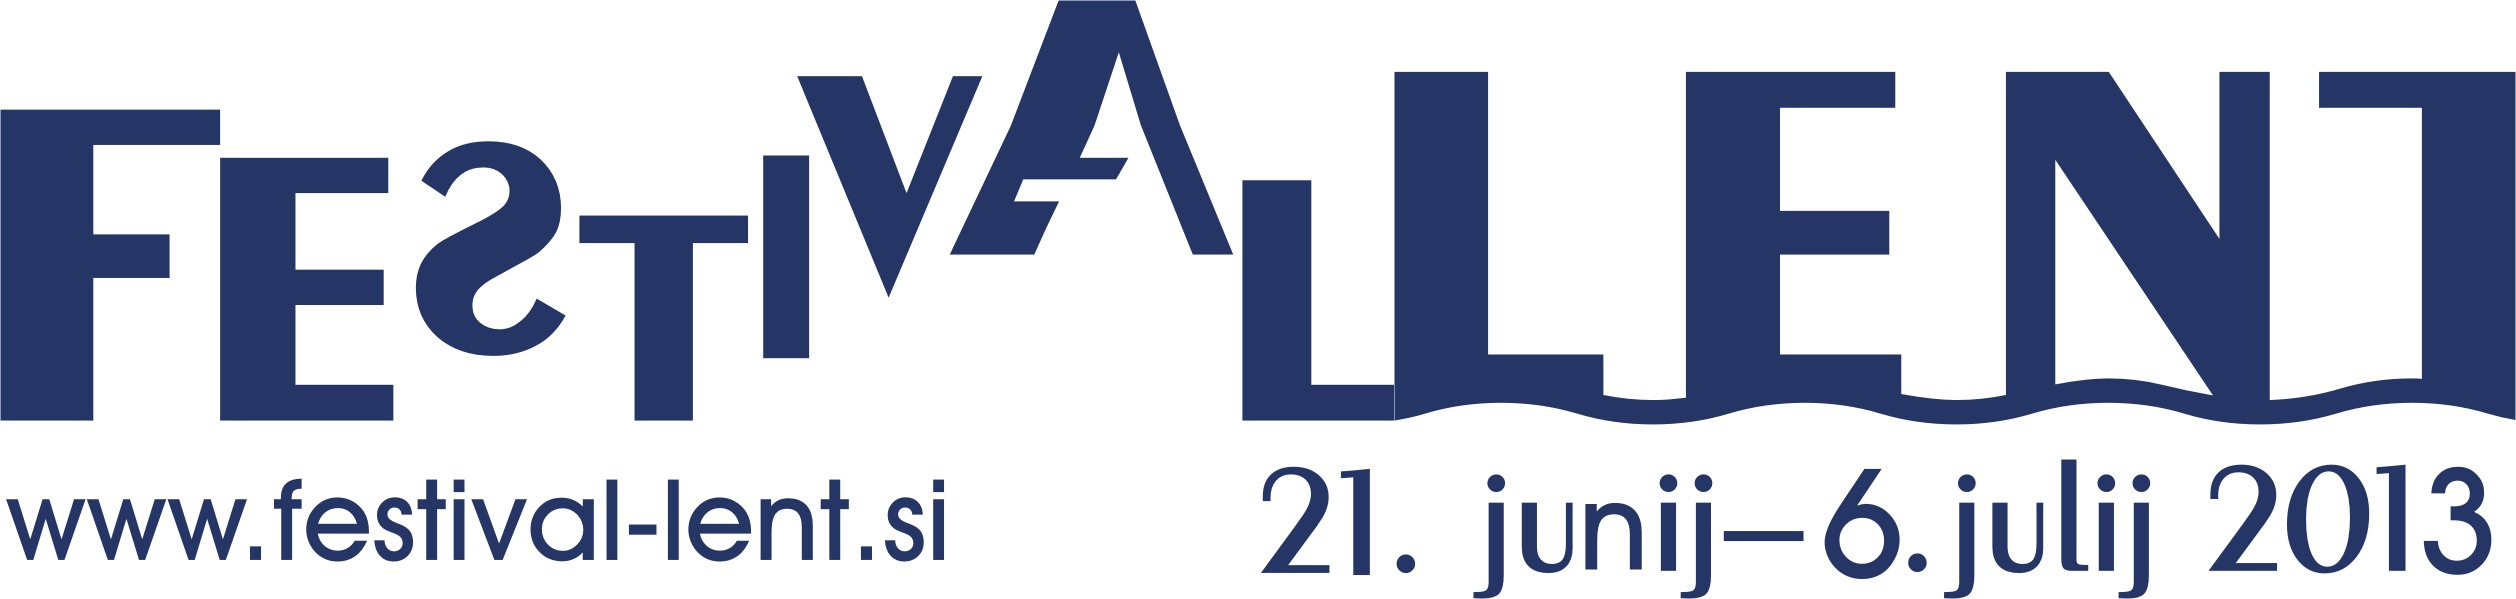 FESTIVAL LENT
www.festival-lent.si 21. junij–6. julij 2013